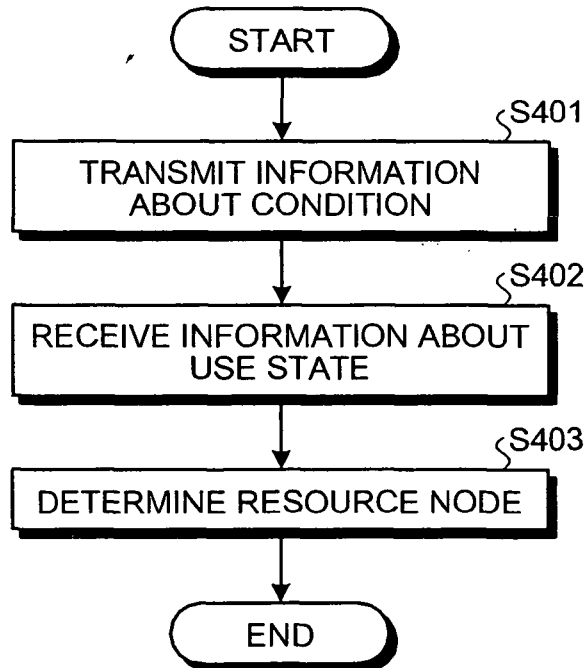 START
S401
TRANSMIT INFORMATION
ABOUT CONDITION
S402
RECEIVE INFORMATION ABOUT
USE STATE
S403
DETERMINE RESOURCE NODE
END